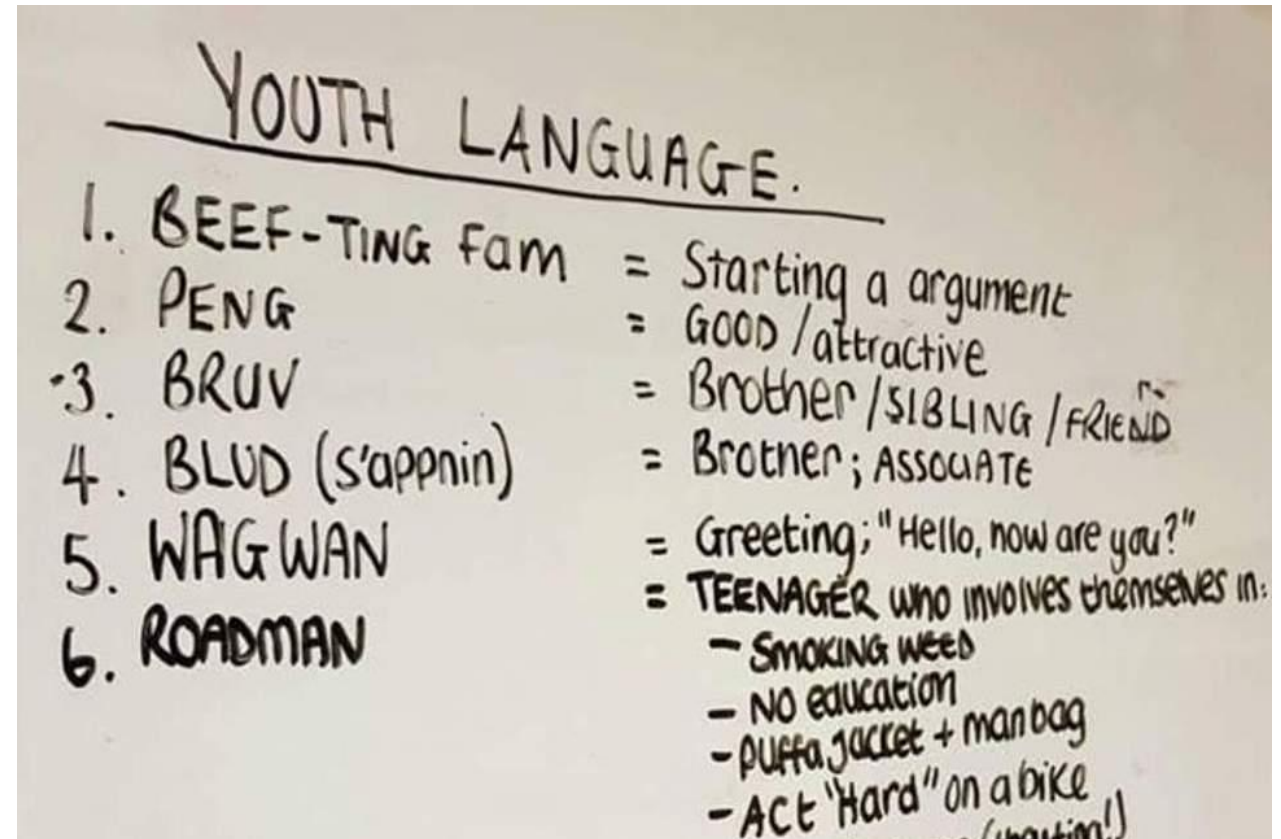 YOUTH LANGUAGE.
1. BEEF-TING Fam = Starting a argument
2. PENG = GOOD / attractive
3. BRUV = Brother / SIBLING / FRIEND
4. BLUD (s'appnin) = Brother; ASSOCIATE
5. WAGWAN = Greeting; "Hello, how are you?"
6. ROADMAN = TEENAGER who involves themselves in:
- SMOKING WEED
- NO education
- puffa jacket + man bag
- ACt "Hard" on a bike